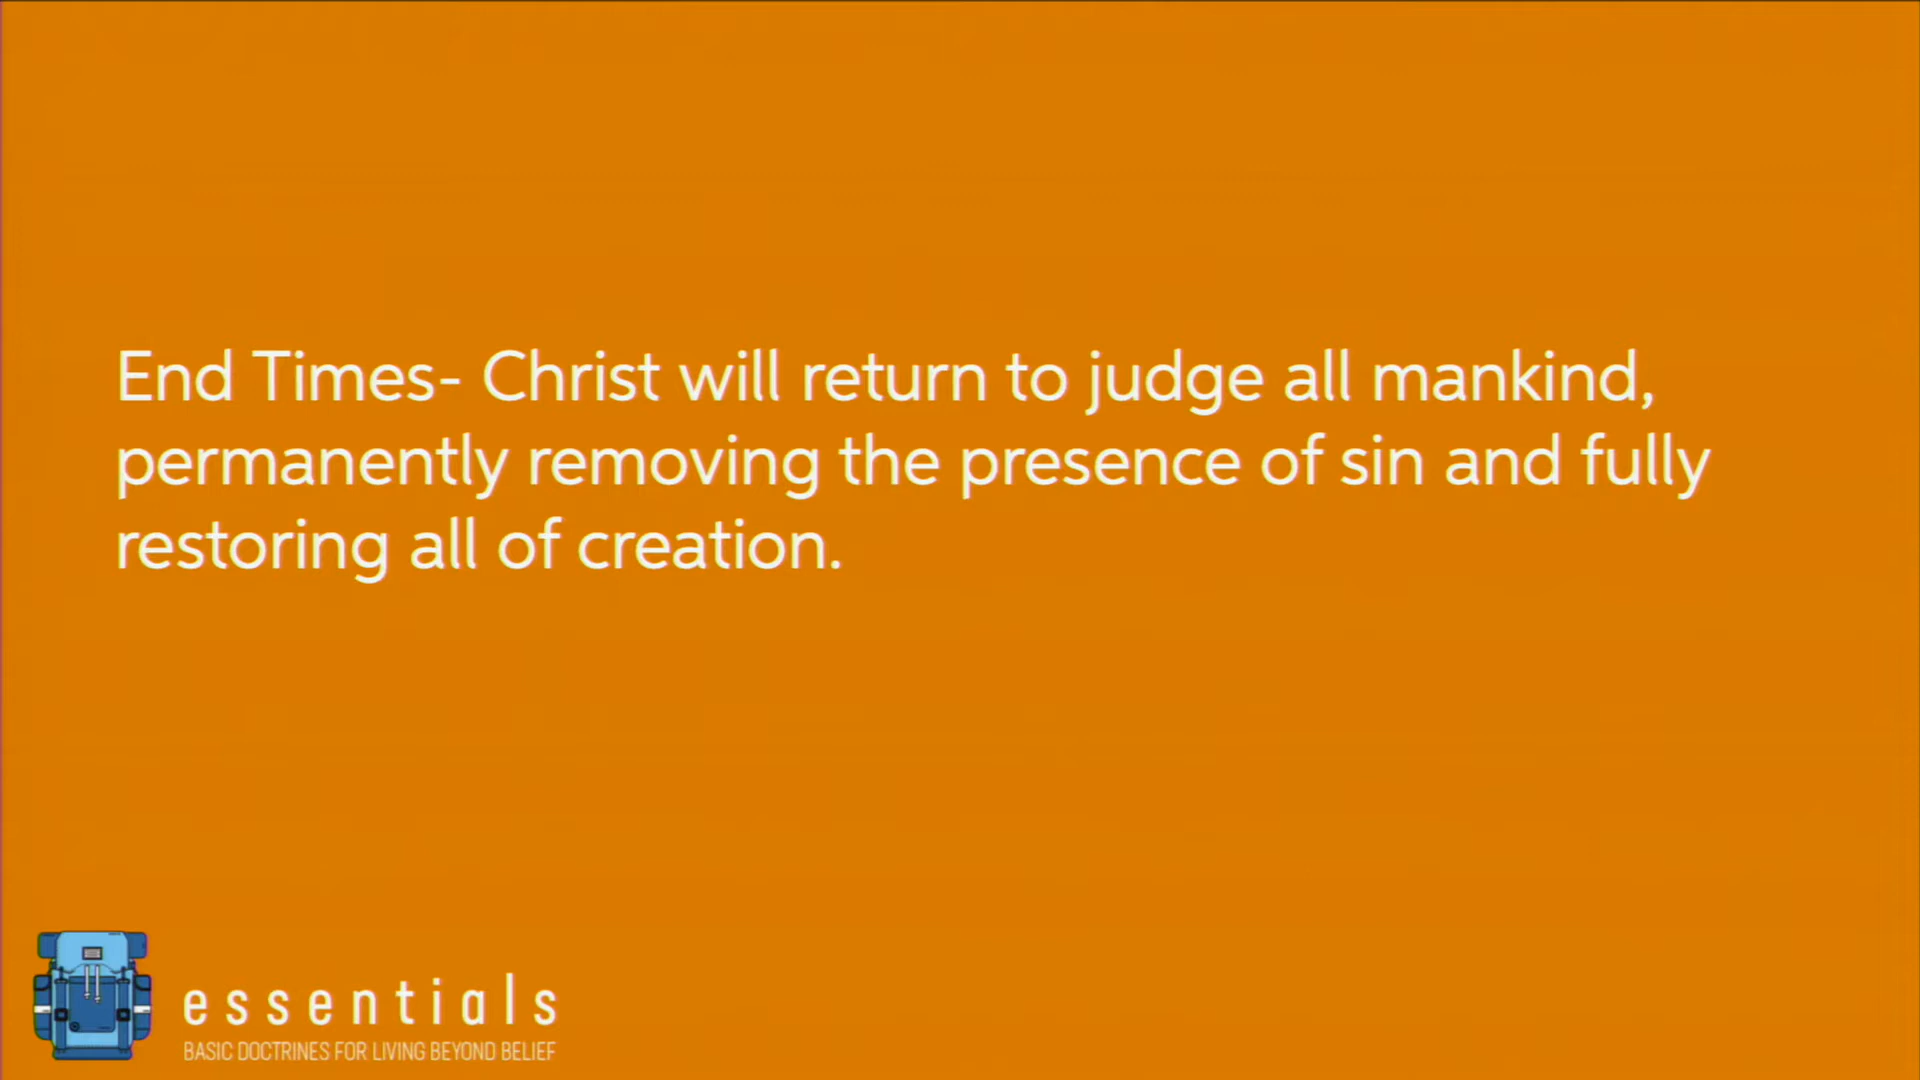 End Times- Christ will return to judge all mankind,
permanently removing the presence of sin and fully
restoring all of creation.
essentials
BASIC DOCTRINES FOR LIVING BEYOND BELIEF